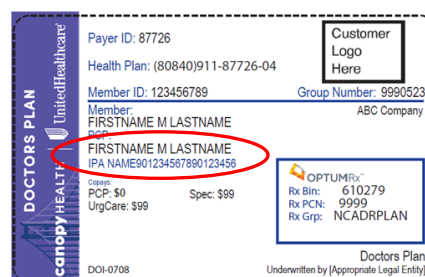 DOCTORS PLAN
canopyHEALTH
UnitedHealthcare
Payer ID: 87726
Customer
Logo
Here
Health Plan: (80840)911-87726-04
Member ID: 123456789
Group Number: 9990523
Member:
ABC Company
FIRSTNAME M LASTNAME
PCP:
FIRSTNAME M LASTNAME
IPA NAME901234567890123456
Copays:
PCP: $0
Spec: $99
UrgCare: $99
OPTUMRx
Rx Bin: 610279
Rx PCN: 9999
Rx Grp: NCADRPLAN
Doctors Plan
DOI-0708
Underwritten by [Appropriate Legal Entity]